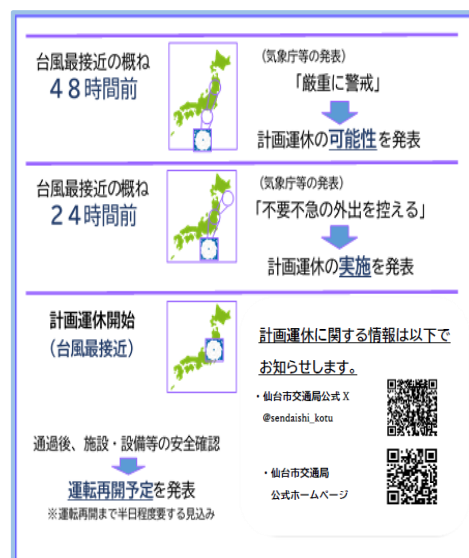 台風最接近の概ね
48時間前
(気象庁等の発表)
「厳重に警戒」
計画運休の可能性を発表
台風最接近の概ね
24時間前
(気象庁等の発表)
「不要不急の外出を控える」
計画運休の実施を発表
計画運休開始
(台風最接近)
通過後、施設・設備等の安全確認
運転再開予定を発表
※運転再開まで半日程度要する見込み
計画運休に関する情報は以下で
お知らせします。
・仙台市交通局公式 X
@sendaishi_kotu
・仙台市交通局
公式ホームページ